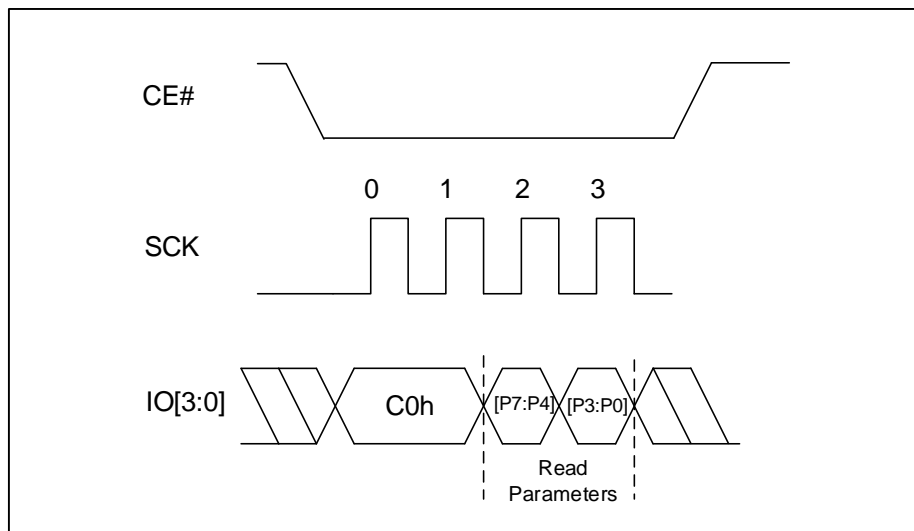 CE#
0 1 2 3
SCK
IO[3:0]
C0h
[P7:P4]
[P3:P0]
Read
Parameters